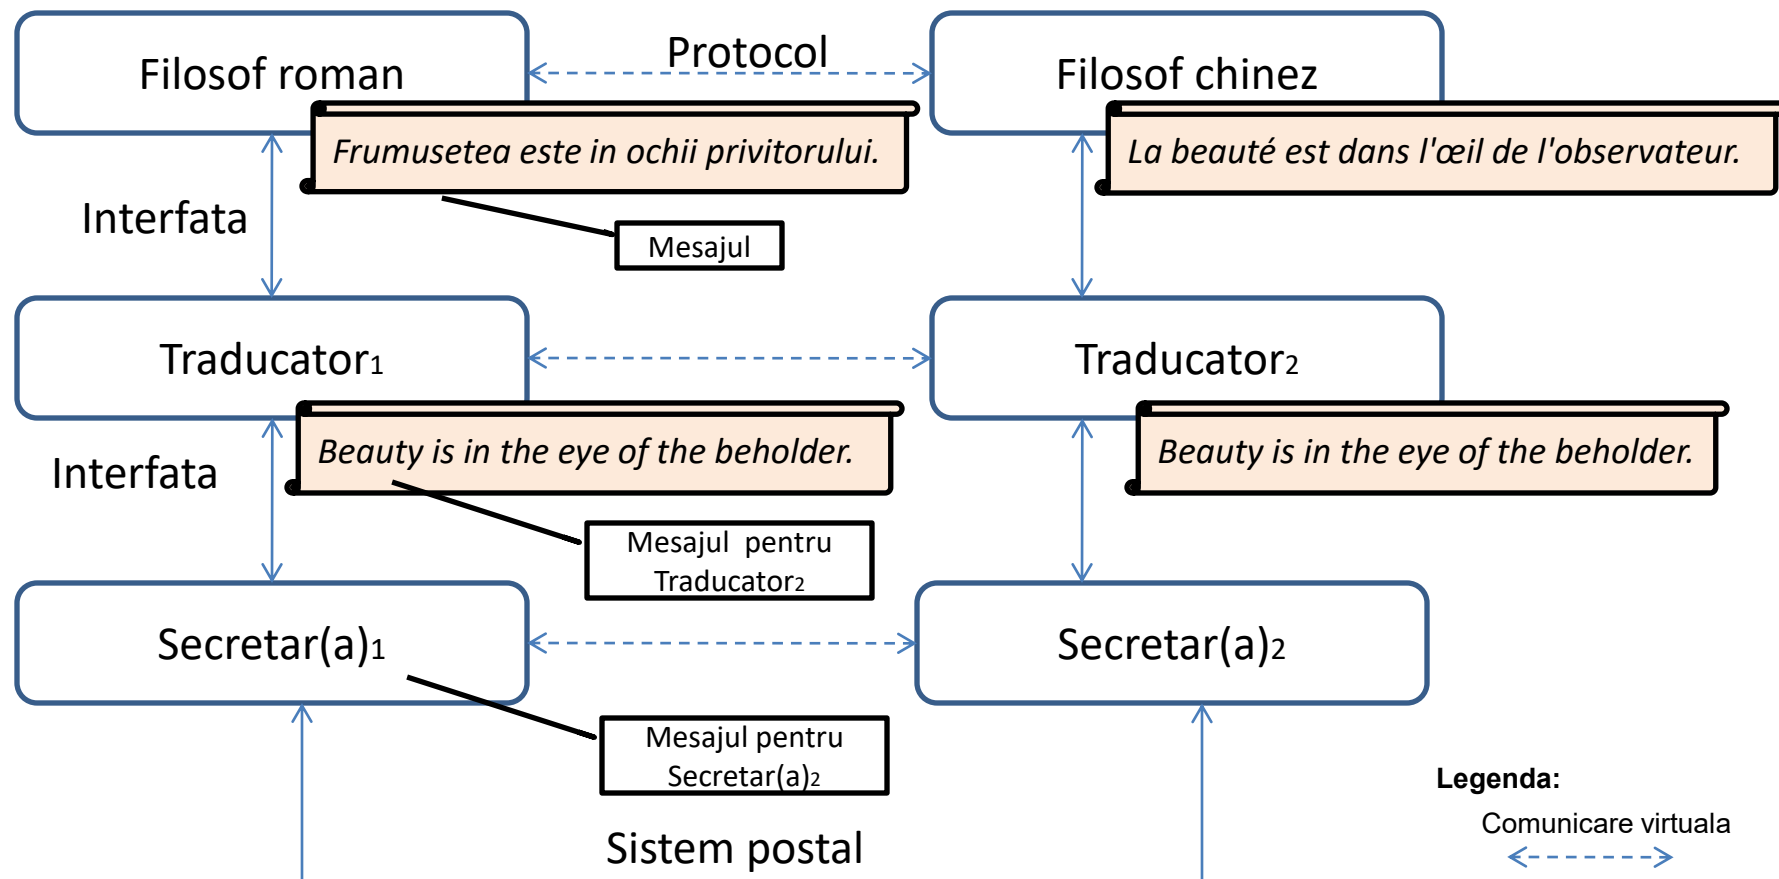 Protocol
Filosof roman
Filosof chinez
Frumusetea este in ochii privitorului.
La beauté est dans l'œil de l'observateur.
Interfata
Mesajul
Traducator1
Traducator2
Beauty is in the eye of the beholder.
Beauty is in the eye of the beholder.
Interfata
Mesajul pentru
Traducator2
Secretar(a)1
Secretar(a)2
Mesajul pentru
Secretar(a)2
Legenda:
Comunicare virtuala
Sistem postal